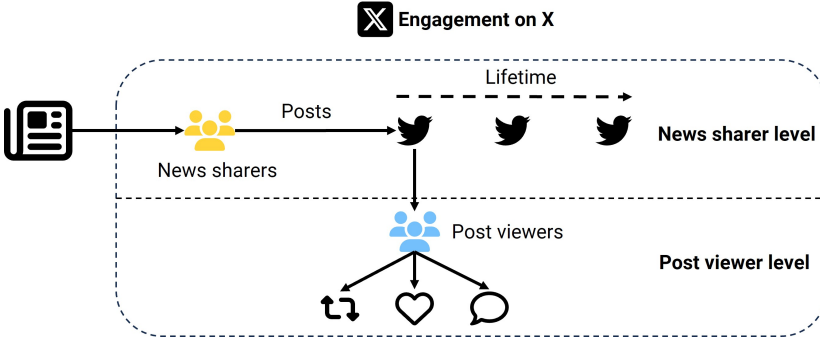 Engagement on X
Lifetime
Posts
News sharer level
News sharers
Post viewers
Post viewer level